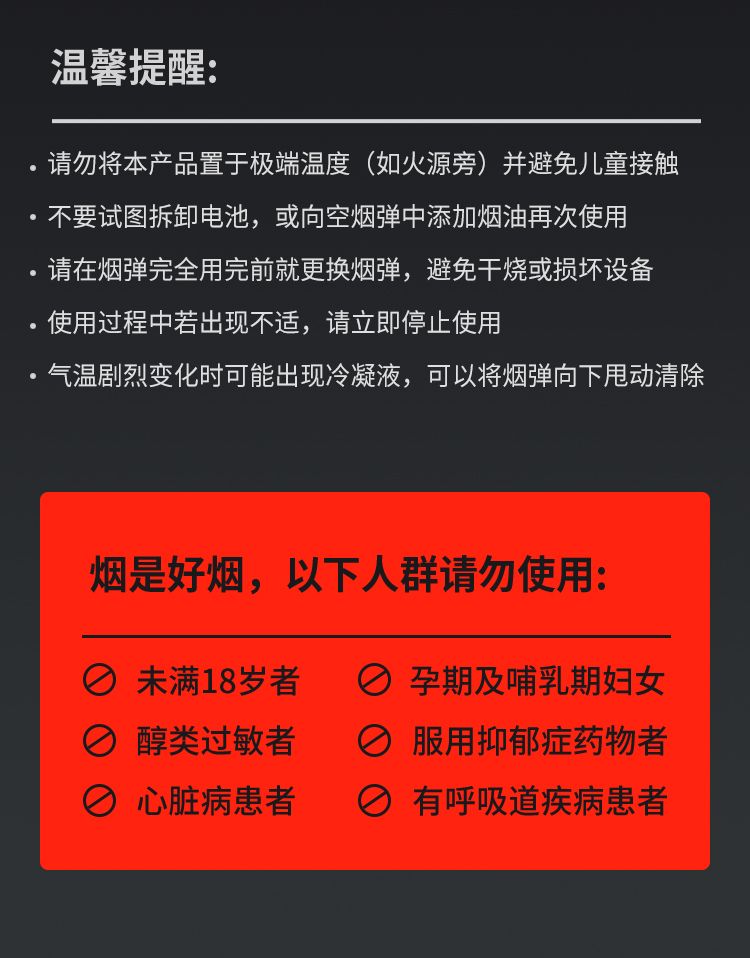 温馨提醒:
• 请勿将本产品置于极端温度（如火源旁）并避免儿童接触
• 不要试图拆卸电池，或向空烟弹中添加烟油再次使用
• 请在烟弹完全用完前就更换烟弹，避免干烧或损坏设备
• 使用过程中若出现不适，请立即停止使用
• 气温剧烈变化时可能出现冷凝液，可以将烟弹向下甩动清除
烟是好烟，以下人群请勿使用:
未满18岁者 孕期及哺乳期妇女
醇类过敏者 服用抑郁症药物者
心脏病患者 有呼吸道疾病患者